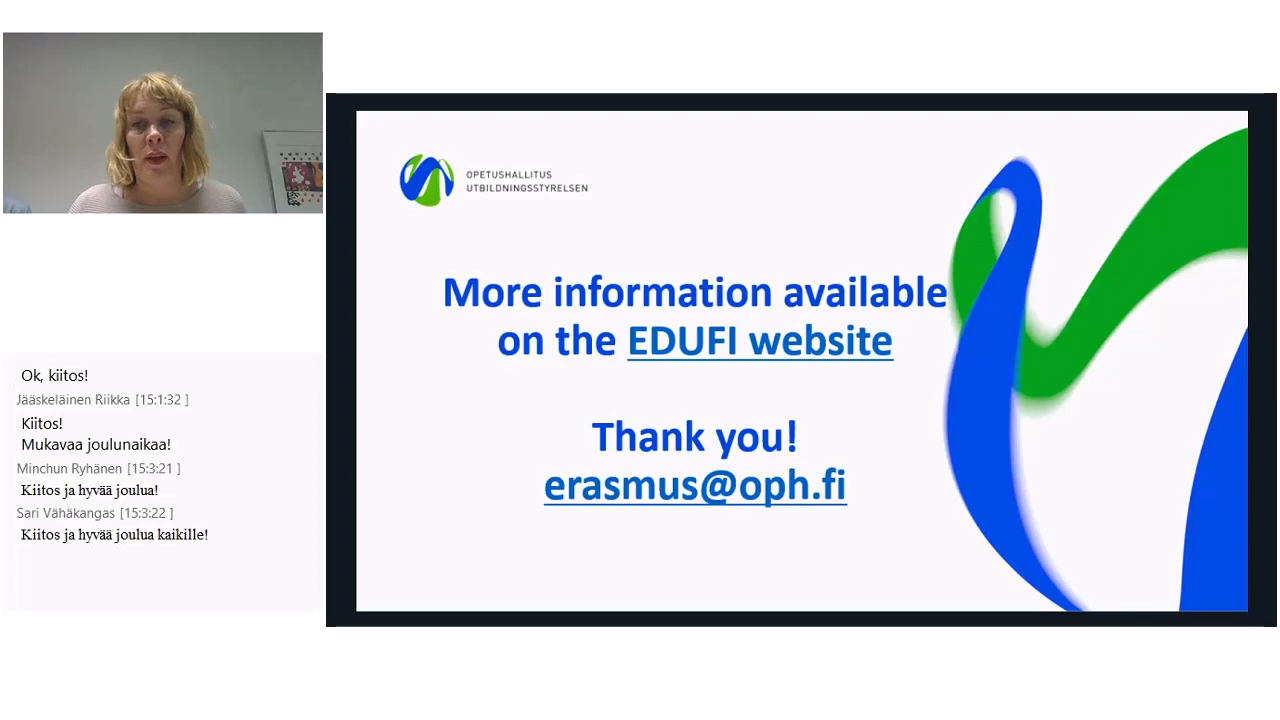 Ok, kiitos!
Jääskeläinen Riikka [15:1:32 ]
Kiitos!
Mukavaa joulunaikaa!
Minchun Ryhänen [15:3:21 ]
Kiitos ja hyvää joulua!
Sari Vähäkangas [15:3:22 ]
Kiitos ja hyvää joulua kaikille!
OPETUSHALLITUS
UTBILDNINGSSTYRELSEN
More information available
on the EDUFI website
Thank you!
erasmus@oph.fi